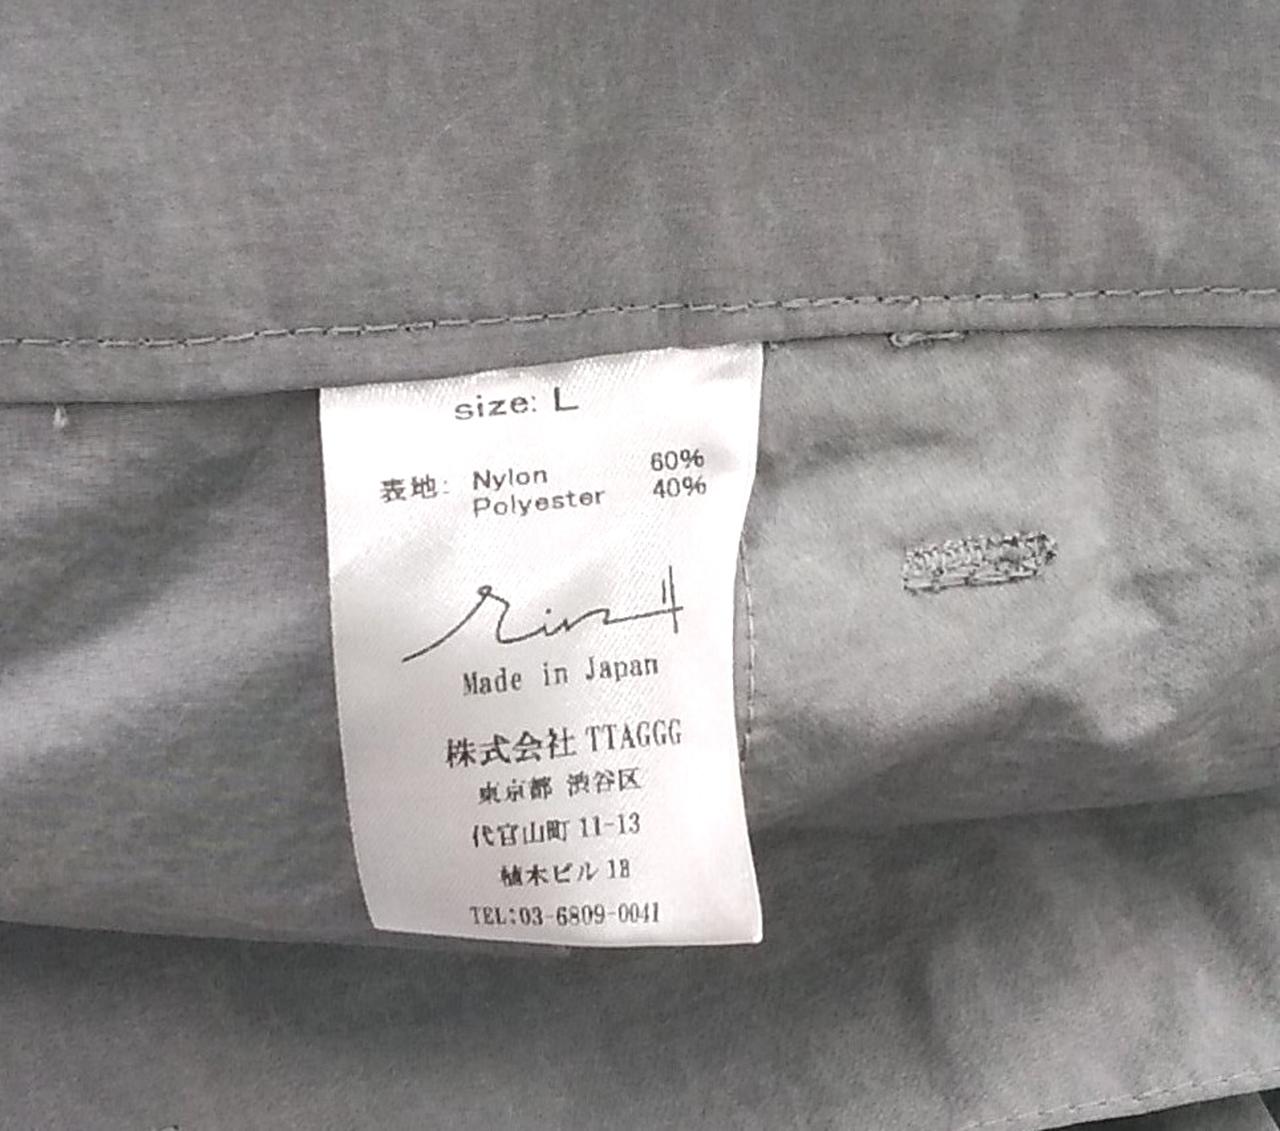 size: L
表地: Nylon 60%
Polyester 40%
Made in Japan
株式会社 TTAGGG
東京都 渋谷区
代官山町 11-13
植木ビル 1B
TEL:03-6809-0041